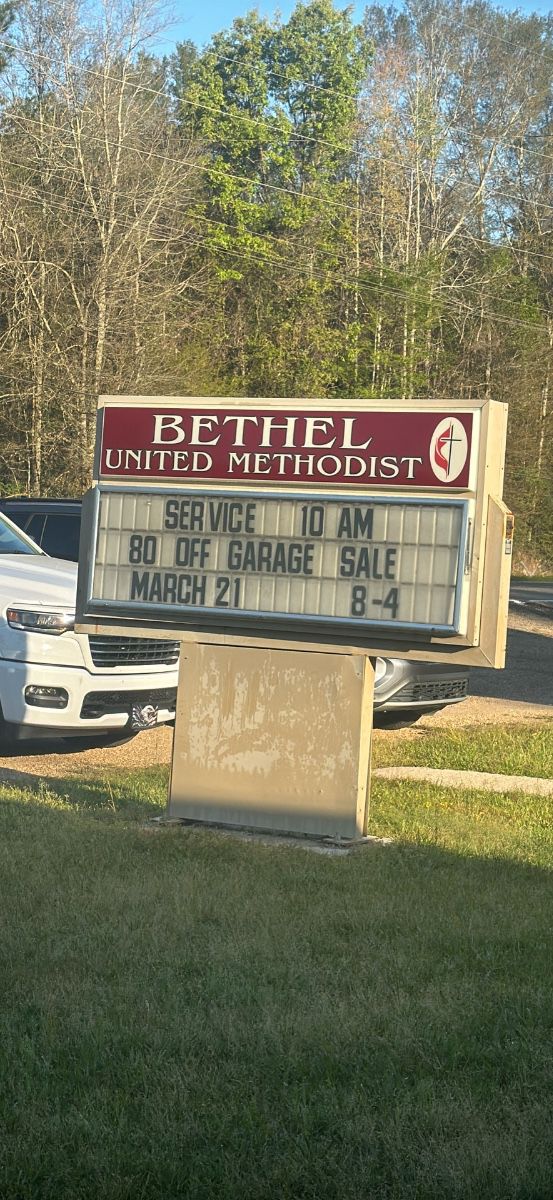 BETHEL
UNITED METHODIST
SERVICE 10 AM
80 OFF GARAGE SALE
MARCH 21 8-4